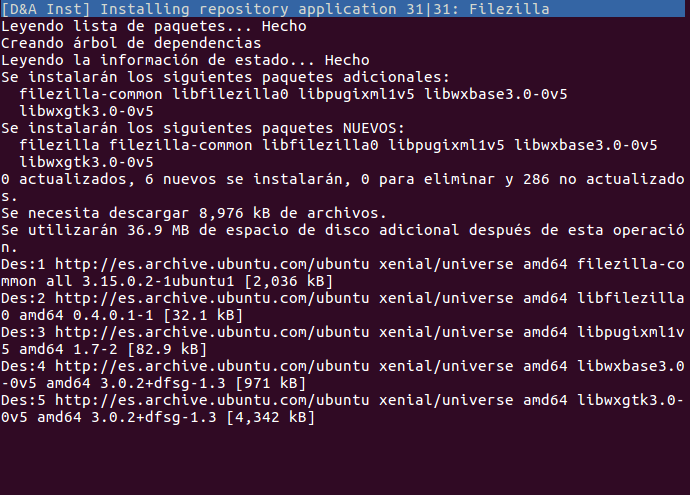 [D&A Inst] Installing repository application 31|31: Filezilla
Leyendo lista de paquetes... Hecho
Creando árbol de dependencias
Leyendo la información de estado... Hecho
Se instalarán los siguientes paquetes adicionales:
  filezilla-common libfilezilla0 libpugixml1v5 libwxbase3.0-0v5
  libwxgtk3.0-0v5
Se instalarán los siguientes paquetes NUEVOS:
  filezilla filezilla-common libfilezilla0 libpugixml1v5 libwxbase3.0-0v5
  libwxgtk3.0-0v5
0 actualizados, 6 nuevos se instalarán, 0 para eliminar y 286 no actualizado
s.
Se necesita descargar 8,976 kB de archivos.
Se utilizarán 36.9 MB de espacio de disco adicional después de esta operació
n.
Des:1 http://es.archive.ubuntu.com/ubuntu xenial/universe amd64 filezilla-co
mmon all 3.15.0.2-1ubuntu1 [2,036 kB]
Des:2 http://es.archive.ubuntu.com/ubuntu xenial/universe amd64 libfilezilla
0 amd64 0.4.0.1-1 [32.1 kB]
Des:3 http://es.archive.ubuntu.com/ubuntu xenial/universe amd64 libpugixml1v
5 amd64 1.7-2 [82.9 kB]
Des:4 http://es.archive.ubuntu.com/ubuntu xenial/universe amd64 libwxbase3.0
-0v5 amd64 3.0.2+dfsg-1.3 [971 kB]
Des:5 http://es.archive.ubuntu.com/ubuntu xenial/universe amd64 libwxgtk3.0-
0v5 amd64 3.0.2+dfsg-1.3 [4,342 kB]